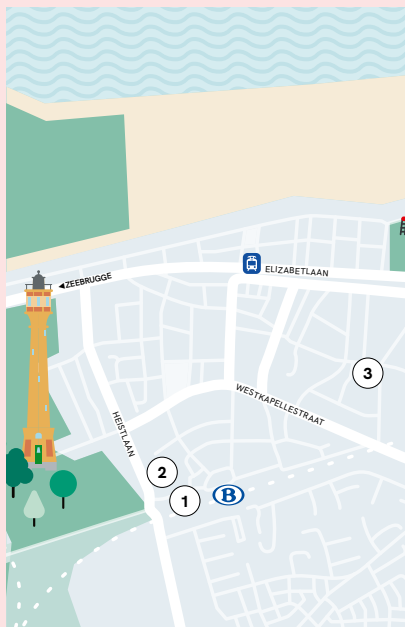 ◄ZEEBRUGGE
ELIZABETLAAN
3
WESTKAPELLESTRAAT
HEISTLAAN
2
1
B